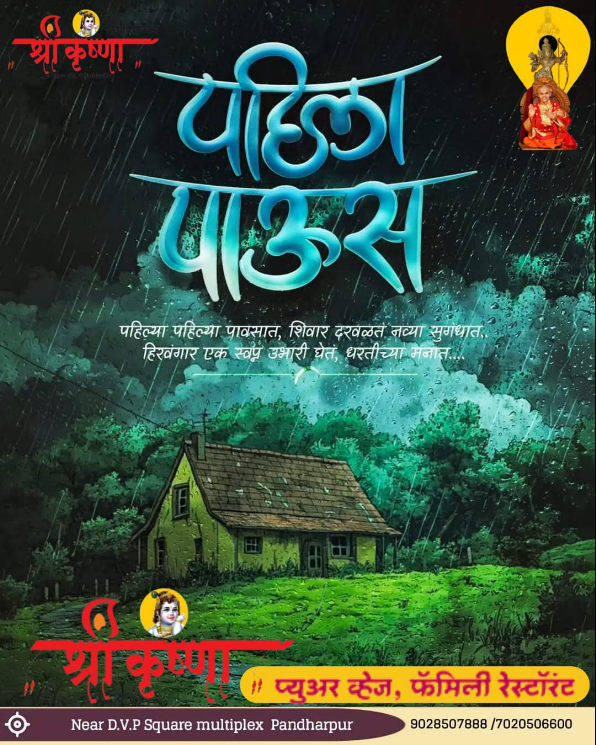 श्री कृष्णा
पहिला
पाऊस
पहिल्या पहिल्या पावसात, शिवार दरवळतं नव्या सुगंधात..
हिरवंगार एक स्वप्न उभारी घेतं, धरतीच्या मनात....
श्री कृष्णा
" प्युअर व्हेज, फॅमिली रेस्टॉरंट
Near D.V.P Square multiplex Pandharpur
9028507888 /7020506600